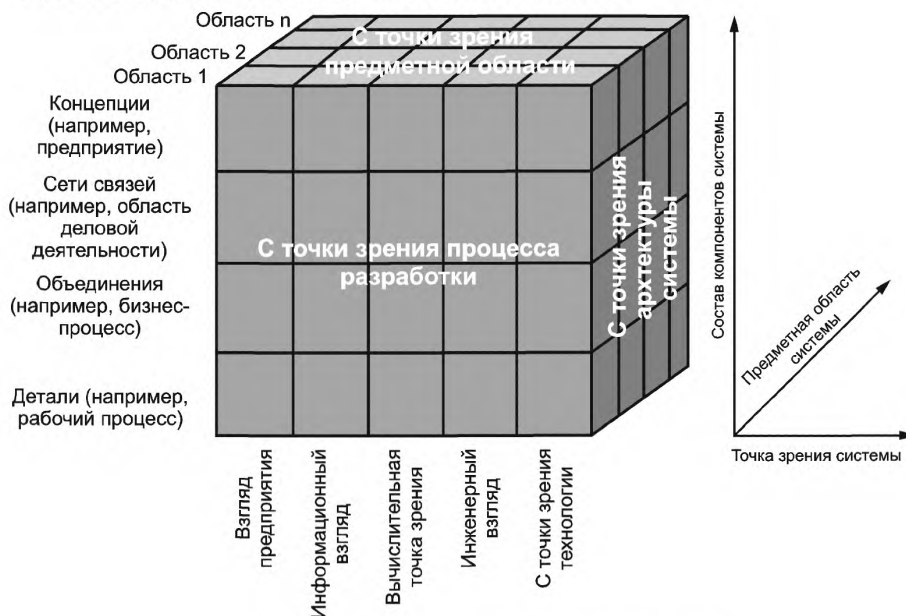 Область n
Область 2
Область 1
С точки зрения
предметной области
Концепции
(например,
предприятие)
Сети связей
(например, область
деловой
деятельности)
Объединения
(например, бизнес-
процесс)
Детали (например,
рабочий процесс)
С точки зрения процесса
разработки
С точки зрения
архтектуры
системы
Взгляд
предприятия
Информационный
взгляд
Вычислительная
точка зрения
Инженерный
взгляд
С точки зрения
технологии
Состав компонентов системы
Предметная область
системы
Точка зрения системы